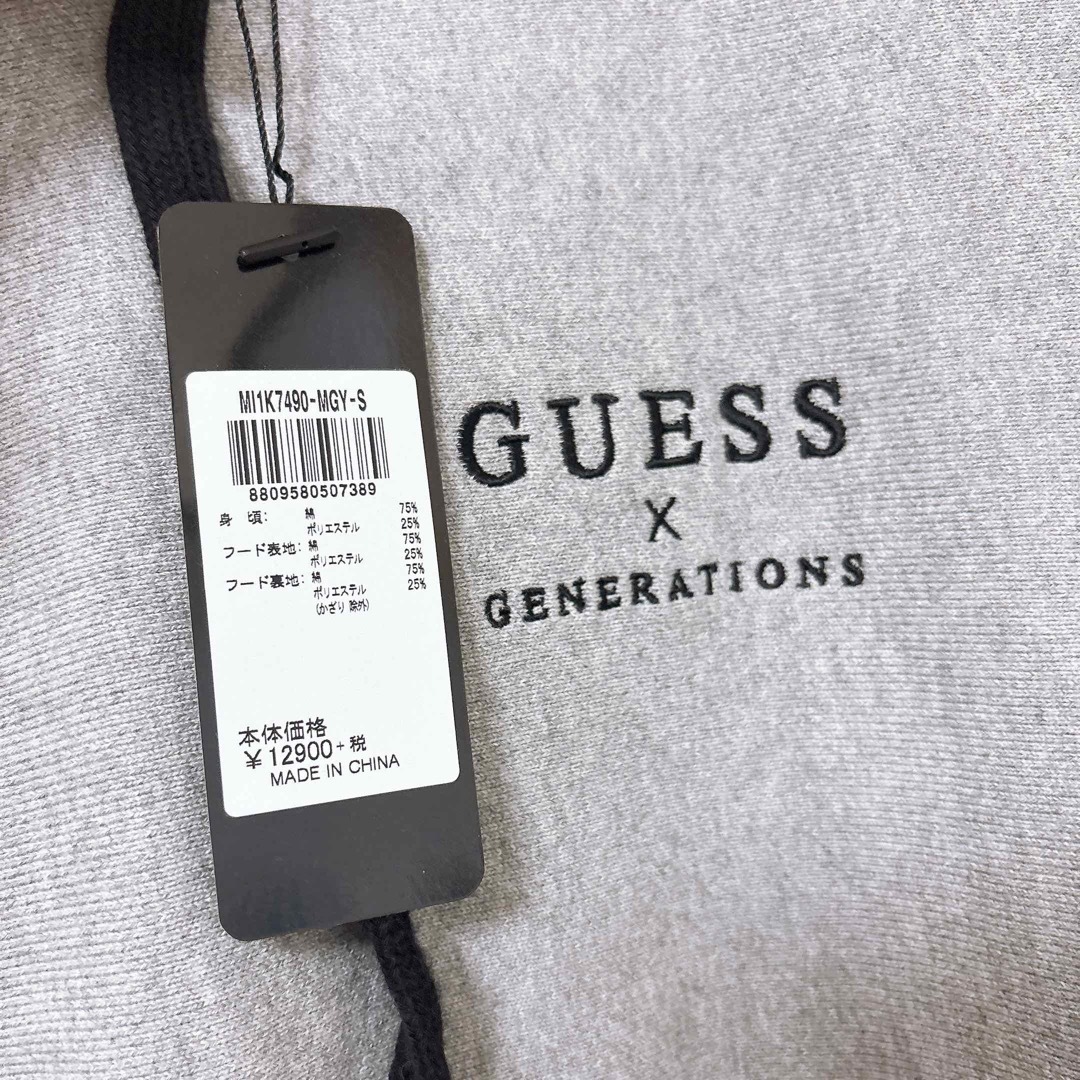 MI1K7490-MGY-S
8809580507389
身 頃: 綿 75%
ポリエステル 25%
フード表地: 綿 75%
ポリエステル 25%
フード裏地: 綿 75%
ポリエステル 25%
(かざり 除外)
本体価格
¥12900+税
MADE IN CHINA
GUESS
X
GENERATIONS